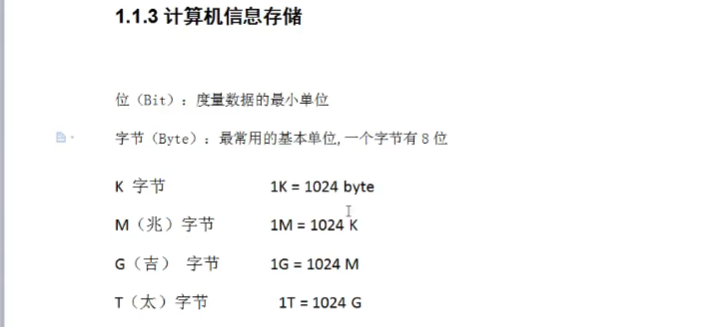 1.1.3 计算机信息存储
位（Bit）：度量数据的最小单位
字节（Byte）：最常用的基本单位,一个字节有 8 位
K 字节 1K = 1024 byte
M（兆）字节 1M = 1024 K
G（吉） 字节 1G = 1024 M
T（太）字节 1T = 1024 G